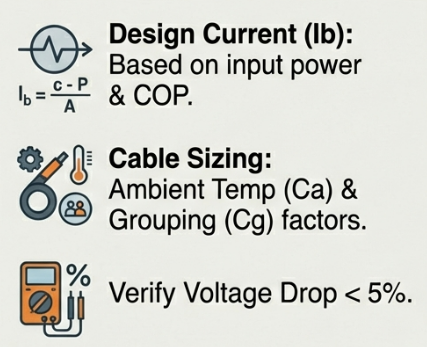 Design Current (Ib):
Based on input power
& COP.
Ib = c - P / A
Cable Sizing:
Ambient Temp (Ca) &
Grouping (Cg) factors.
%
Verify Voltage Drop < 5%.